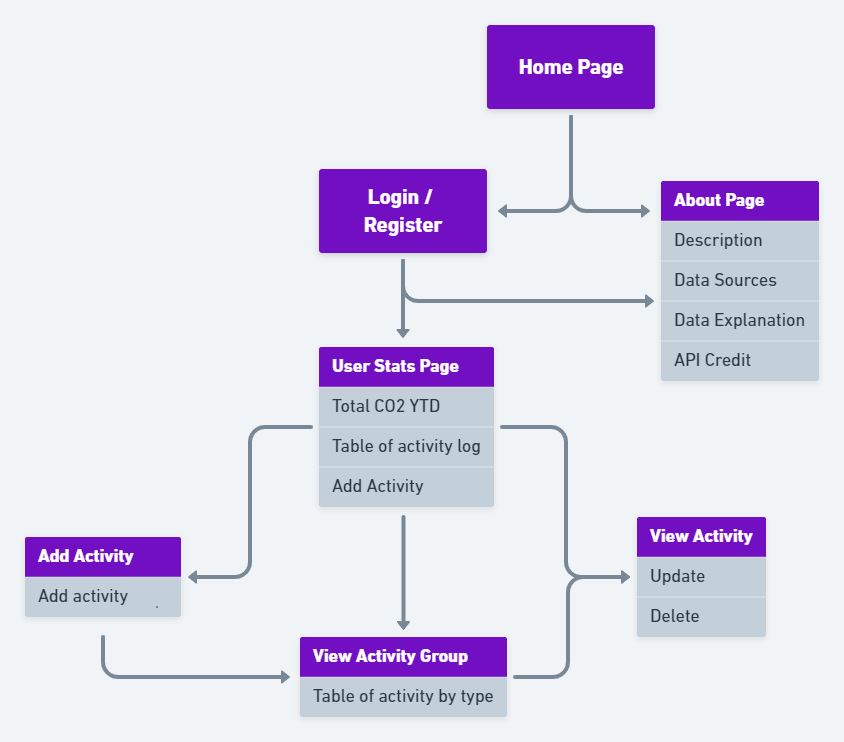 Home Page
Login /
Register
About Page
Description
Data Sources
Data Explanation
API Credit
User Stats Page
Total CO2 YTD
Table of activity log
Add Activity
Add Activity
Add activity .
View Activity
Update
Delete
View Activity Group
Table of activity by type